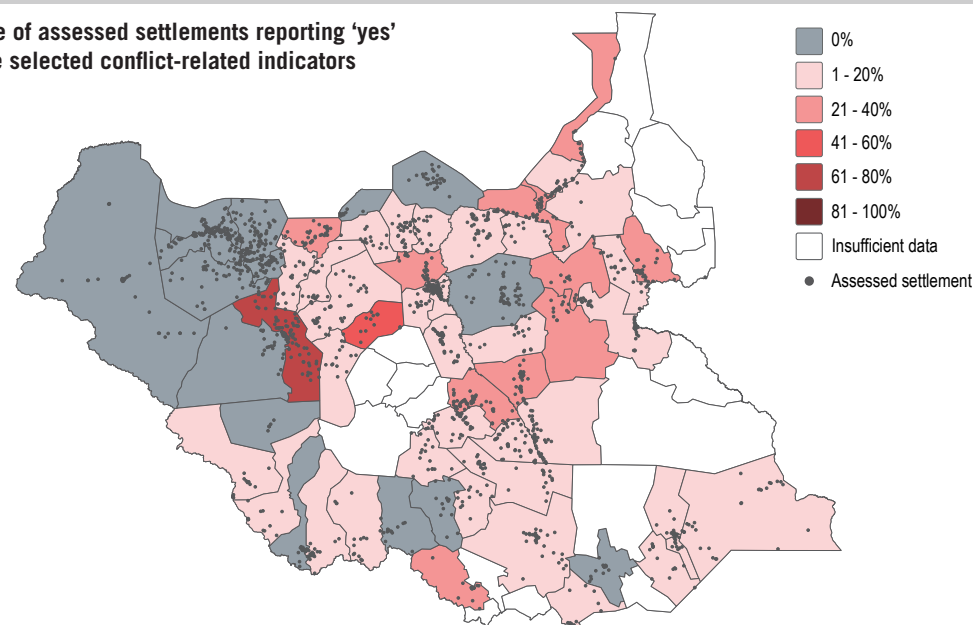 of assessed settlements reporting ‘yes’
selected conflict-related indicators
0%
1 - 20%
21 - 40%
41 - 60%
61 - 80%
81 - 100%
Insufficient data
Assessed settlement